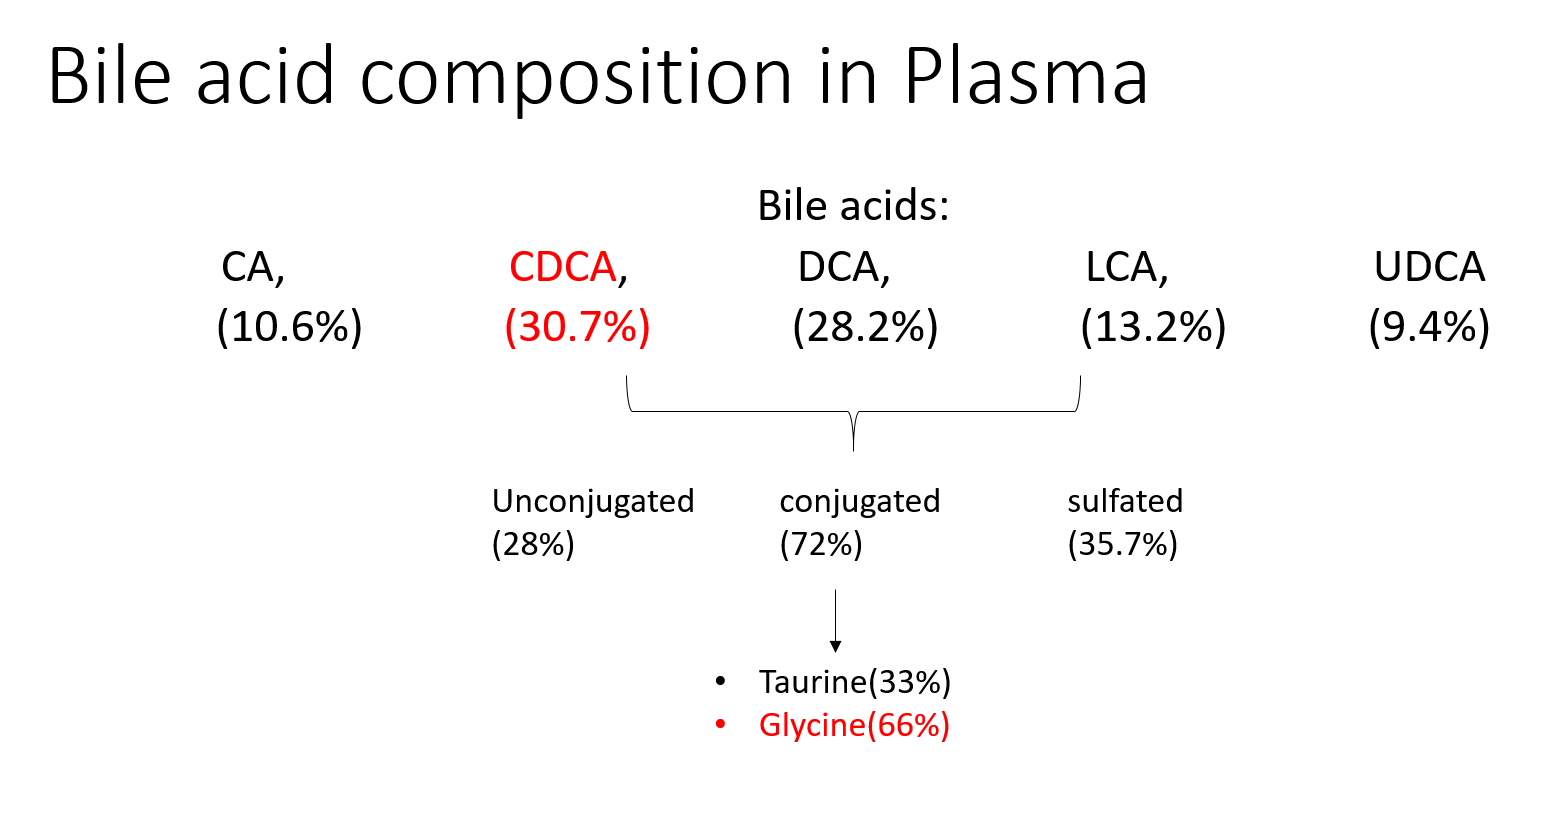 Bile acid composition in Plasma
Bile acids:
CA, CDCA, DCA, LCA, UDCA
(10.6%) (30.7%) (28.2%) (13.2%) (9.4%)
Unconjugated conjugated sulfated
(28%) (72%) (35.7%)
• Taurine(33%)
• Glycine(66%)